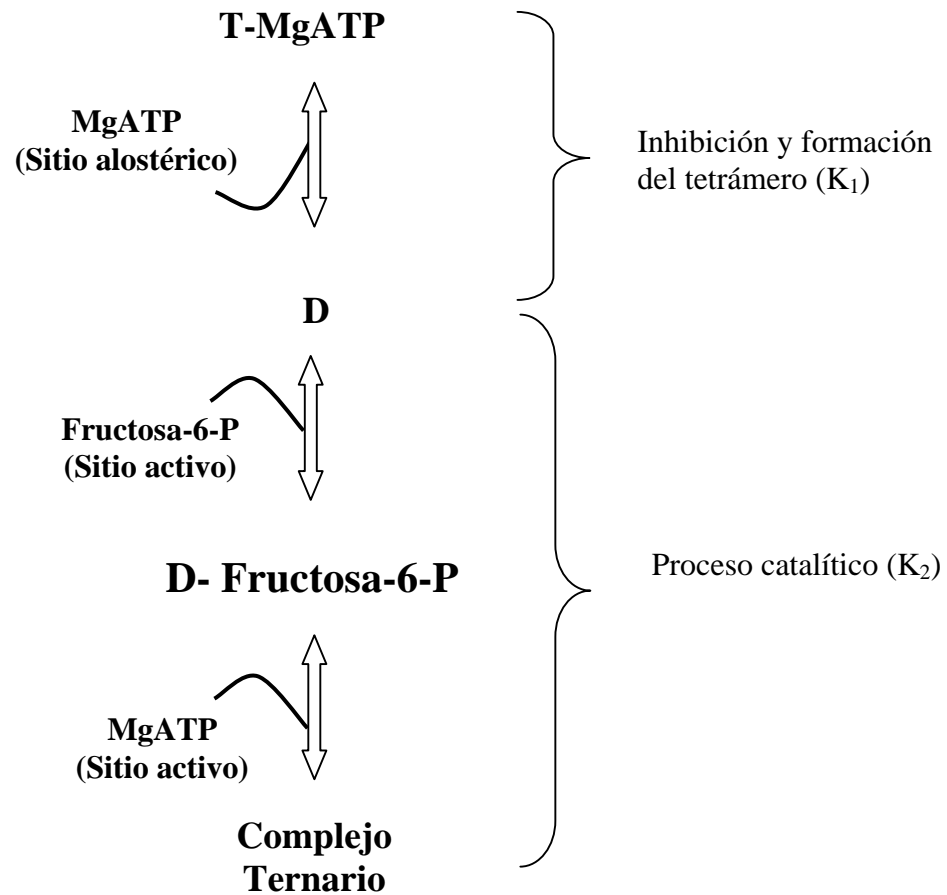 T-MgATP
MgATP
(Sitio alostérico)
Inhibición y formación
del tetrámero (K₁)
D
Fructosa-6-P
(Sitio activo)
D- Fructosa-6-P
Proceso catalítico (K₂)
MgATP
(Sitio activo)
Complejo
Ternario